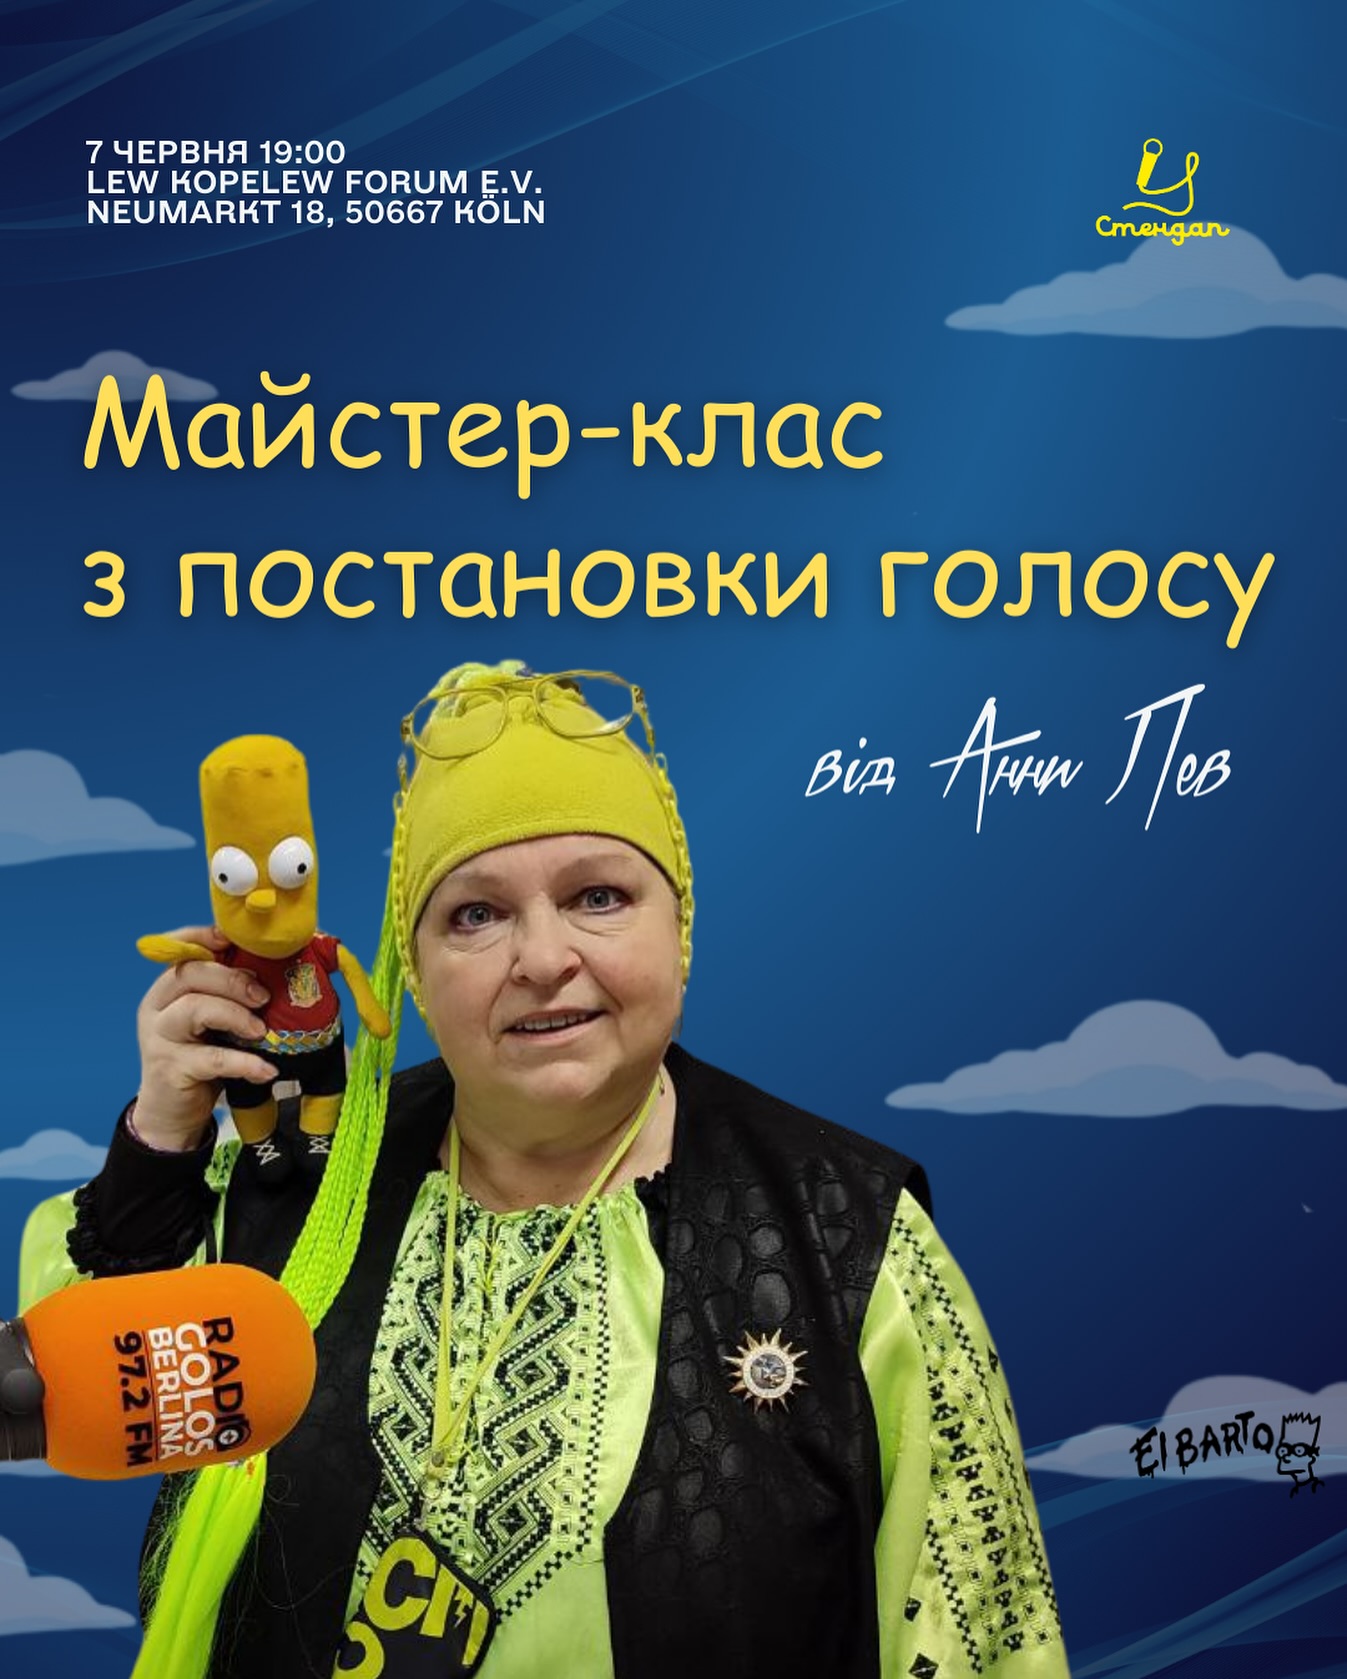 7 ЧЕРВНЯ 19:00
LEW KOPELEW FORUM E.V.
NEUMARKT 18, 50667 KÖLN
Стендап
Майстер-клас
з постановки голосу
від Анни Лев
RADIO
GOLOS
BERLINA
97.2 FM
El BARTO